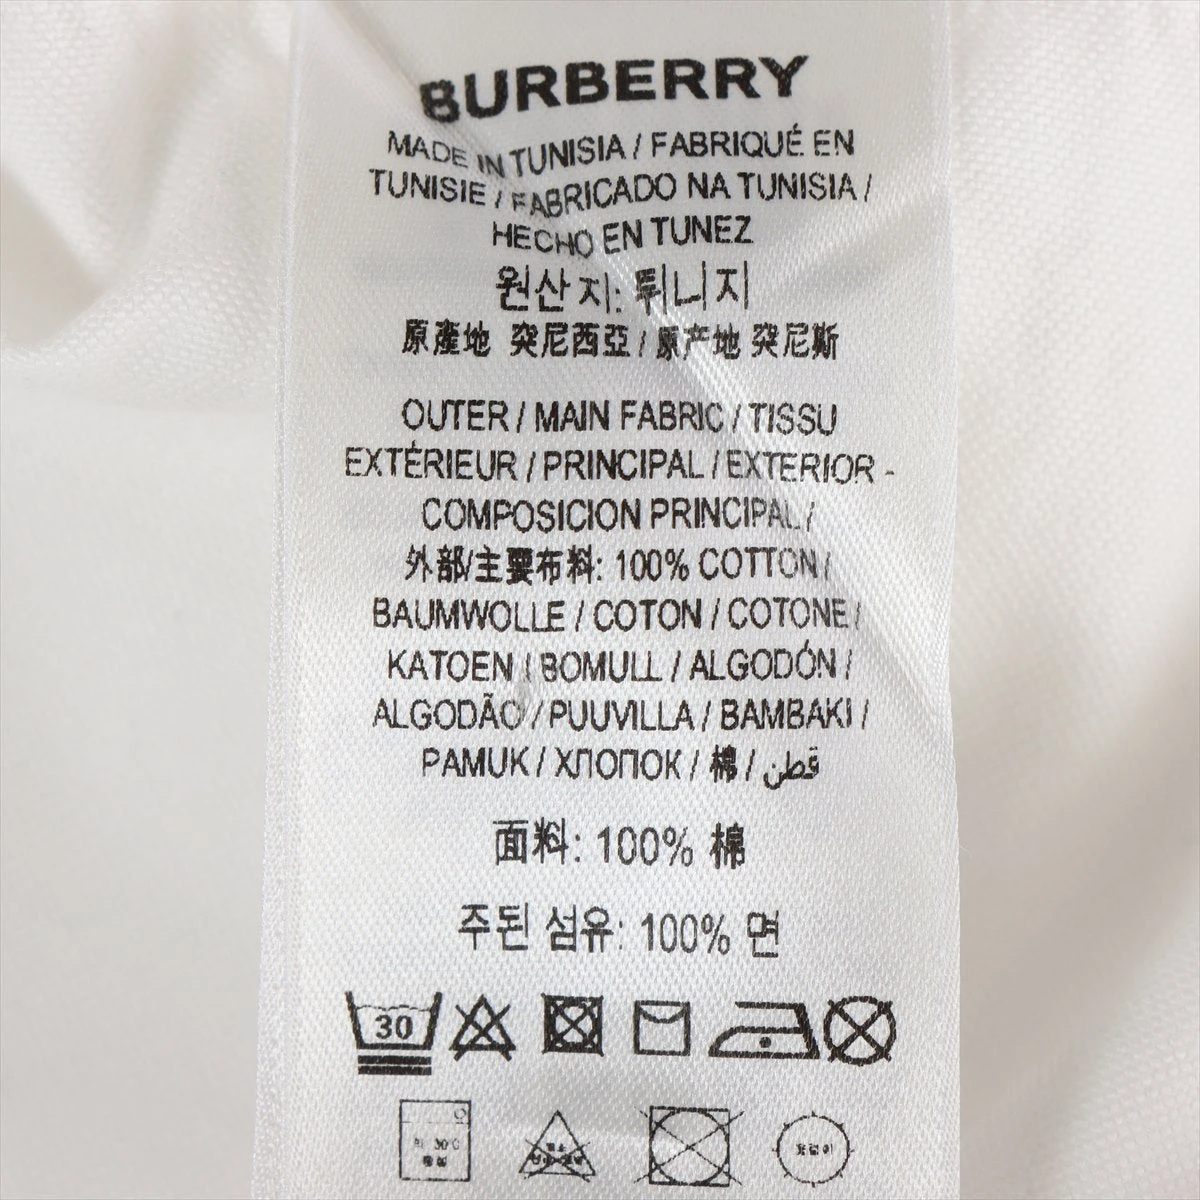 BURBERRY
MADE IN TUNISIA / FABRIQUÉ EN
TUNISIE / FABRICADO NA TUNISIA /
HECHO EN TUNEZ
원산지: 튀니지
原產地 突尼西亞 / 原产地 突尼斯
OUTER / MAIN FABRIC / TISSU
EXTÉRIEUR / PRINCIPAL / EXTERIOR -
COMPOSICION PRINCIPAL /
外部/主要布料: 100% COTTON /
BAUMWOLLE / COTON / COTONE /
KATOEN / BOMULL / ALGODÓN /
ALGODÃO / PUUVILLA / BAMBAKI /
PAMUK / ХЛОПОК / 棉 / قطن
面料: 100% 棉
주된 섬유: 100% 면
30